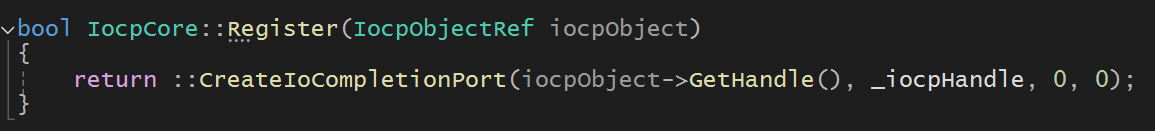 bool IocpCore::Register(IocpObjectRef iocpObject)
{
    return ::CreateIoCompletionPort(iocpObject->GetHandle(), _iocpHandle, 0, 0);
}